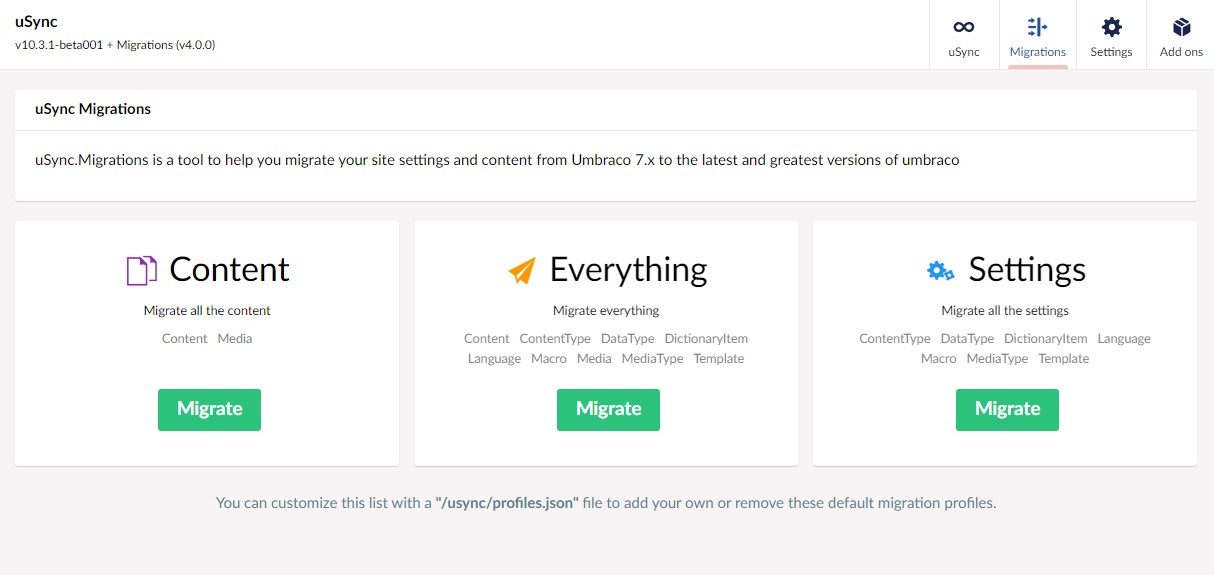 uSync
v10.3.1-beta001 + Migrations (v4.0.0)
uSync
Migrations
Settings
Add ons
uSync Migrations
uSync.Migrations is a tool to help you migrate your site settings and content from Umbraco 7.x to the latest and greatest versions of umbraco
Content
Migrate all the content
Content Media
Migrate
Everything
Migrate everything
Content ContentType DataType DictionaryItem
Language Macro Media MediaType Template
Migrate
Settings
Migrate all the settings
ContentType DataType DictionaryItem Language
Macro MediaType Template
Migrate
You can customize this list with a "/usync/profiles.json" file to add your own or remove these default migration profiles.